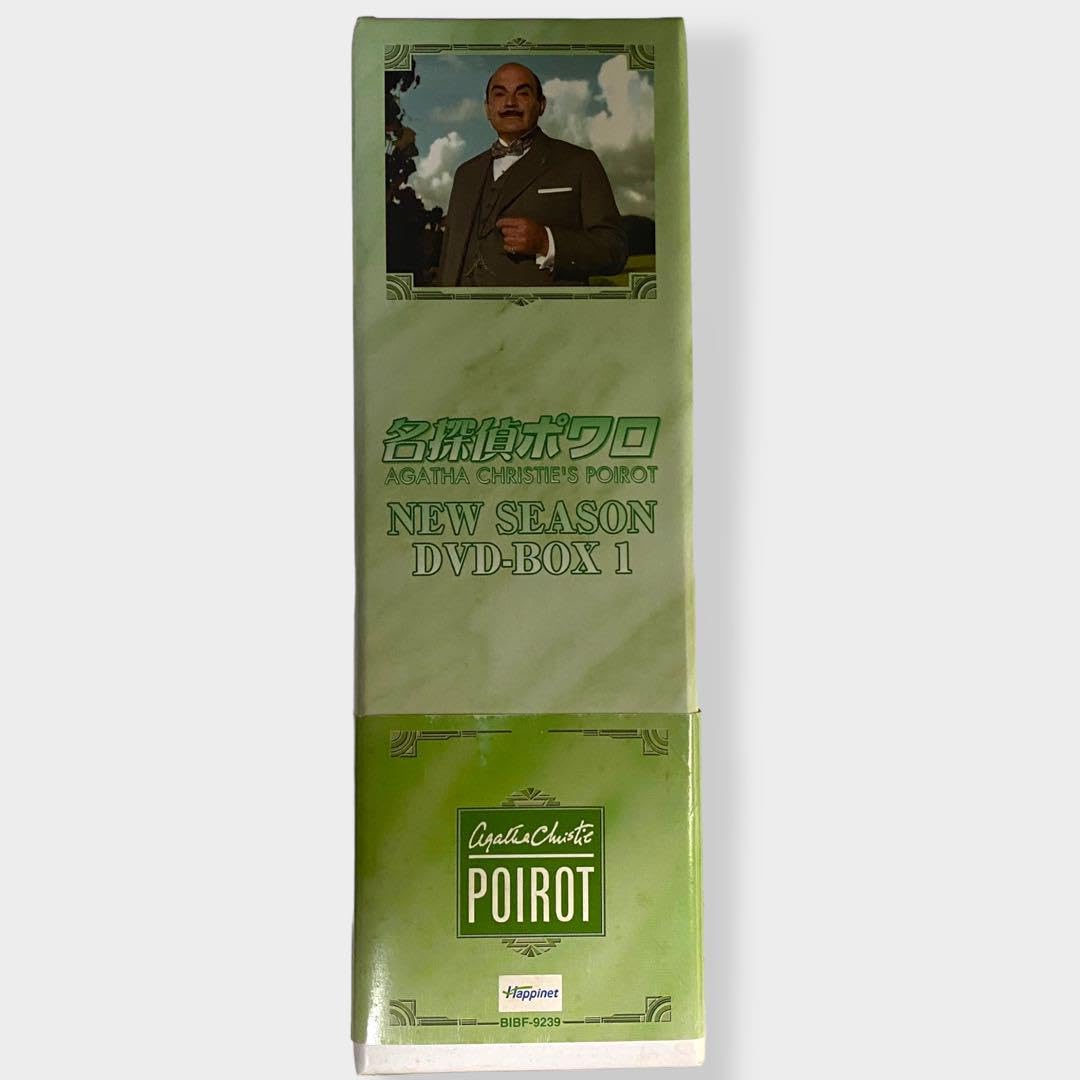 名探偵ポワロ
AGATHA CHRISTIE'S POIROT
NEW SEASON
DVD-BOX 1
Agatha Christie
POIROT
Happinet
BIBF-9239